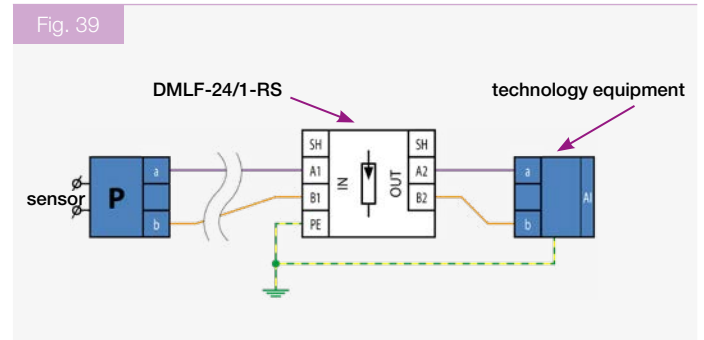 Fig. 39
DMLF-24/1-RS
technology equipment
sensor
P
a
b
SH
A1
B1
PE
IN
OUT
SH
A2
B2
a
b
AI